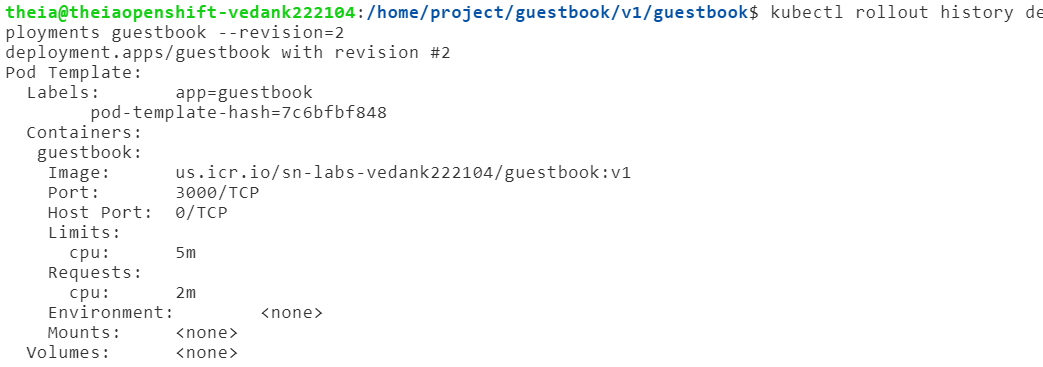 theia@theiaopenshift-vedank222104:/home/project/guestbook/v1/guestbook$ kubectl rollout history de
ployments guestbook --revision=2
deployment.apps/guestbook with revision #2
Pod Template:
  Labels:       app=guestbook
        pod-template-hash=7c6bfbf848
  Containers:
   guestbook:
    Image:      us.icr.io/sn-labs-vedank222104/guestbook:v1
    Port:       3000/TCP
    Host Port:  0/TCP
    Limits:
      cpu:      5m
    Requests:
      cpu:      2m
    Environment:        <none>
    Mounts:     <none>
  Volumes:      <none>